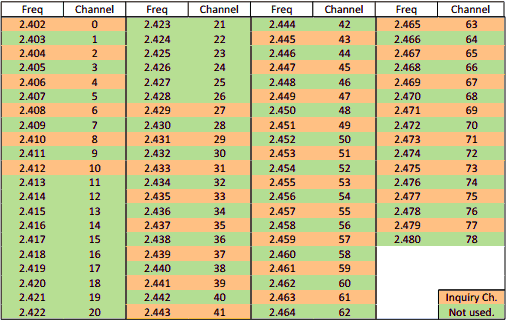 Freq Channel Freq Channel Freq Channel Freq Channel
2.402 0 2.423 21 2.444 42 2.465 63
2.403 1 2.424 22 2.445 43 2.466 64
2.404 2 2.425 23 2.446 44 2.467 65
2.405 3 2.426 24 2.447 45 2.468 66
2.406 4 2.427 25 2.448 46 2.469 67
2.407 5 2.428 26 2.449 47 2.470 68
2.408 6 2.429 27 2.450 48 2.471 69
2.409 7 2.430 28 2.451 49 2.472 70
2.410 8 2.431 29 2.452 50 2.473 71
2.411 9 2.432 30 2.453 51 2.474 72
2.412 10 2.433 31 2.454 52 2.475 73
2.413 11 2.434 32 2.455 53 2.476 74
2.414 12 2.435 33 2.456 54 2.477 75
2.415 13 2.436 34 2.457 55 2.478 76
2.416 14 2.437 35 2.458 56 2.479 77
2.417 15 2.438 36 2.459 57 2.480 78
2.418 16 2.439 37 2.460 58
2.419 17 2.440 38 2.461 59
2.420 18 2.441 39 2.462 60
2.421 19 2.442 40 2.463 61 Inquiry Ch.
2.422 20 2.443 41 2.464 62 Not used.